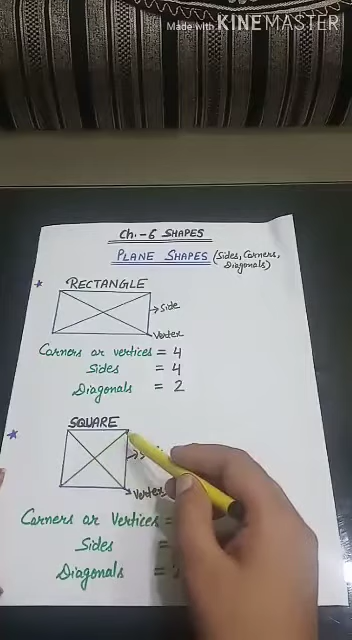 Made with KINEMASTER
Ch.-6 SHAPES
PLANE SHAPES (Sides, Corners,
Diagonals)
* RECTANGLE
→ Side
Vertex
Corners or vertices = 4
Sides = 4
Diagonals = 2
* SQUARE
Vertex
Corners or Vertices =
Sides =
Diagonals =